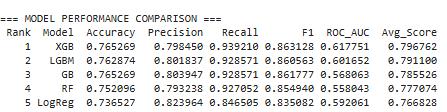 === MODEL PERFORMANCE COMPARISON ===
Rank Model Accuracy Precision Recall F1 ROC_AUC Avg_Score
1 XGB 0.765269 0.798450 0.939210 0.863128 0.617751 0.796762
2 LGBM 0.762874 0.801837 0.928571 0.860563 0.601652 0.791100
3 GB 0.765269 0.803947 0.928571 0.861777 0.568063 0.785526
4 RF 0.752096 0.793238 0.927052 0.854940 0.558043 0.777074
5 LogReg 0.736527 0.823964 0.846505 0.835082 0.592061 0.766828